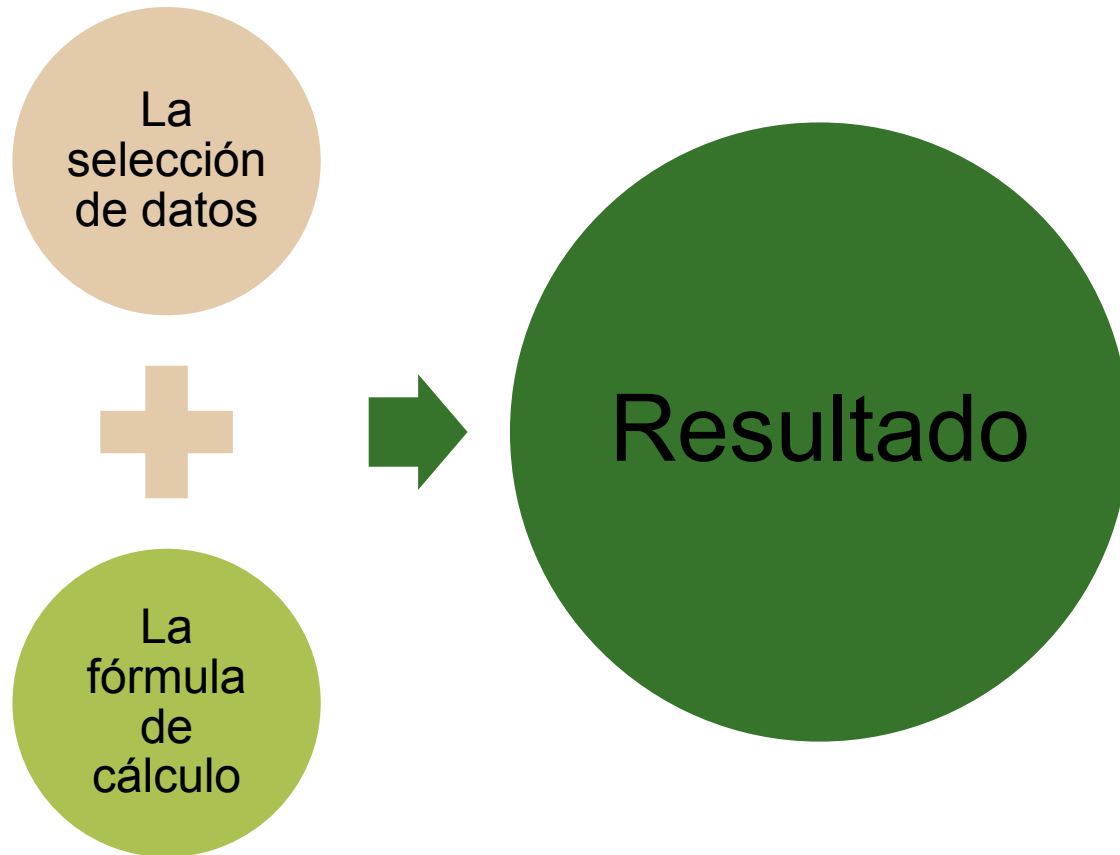 La
selección
de datos
La
fórmula
de
cálculo
Resultado